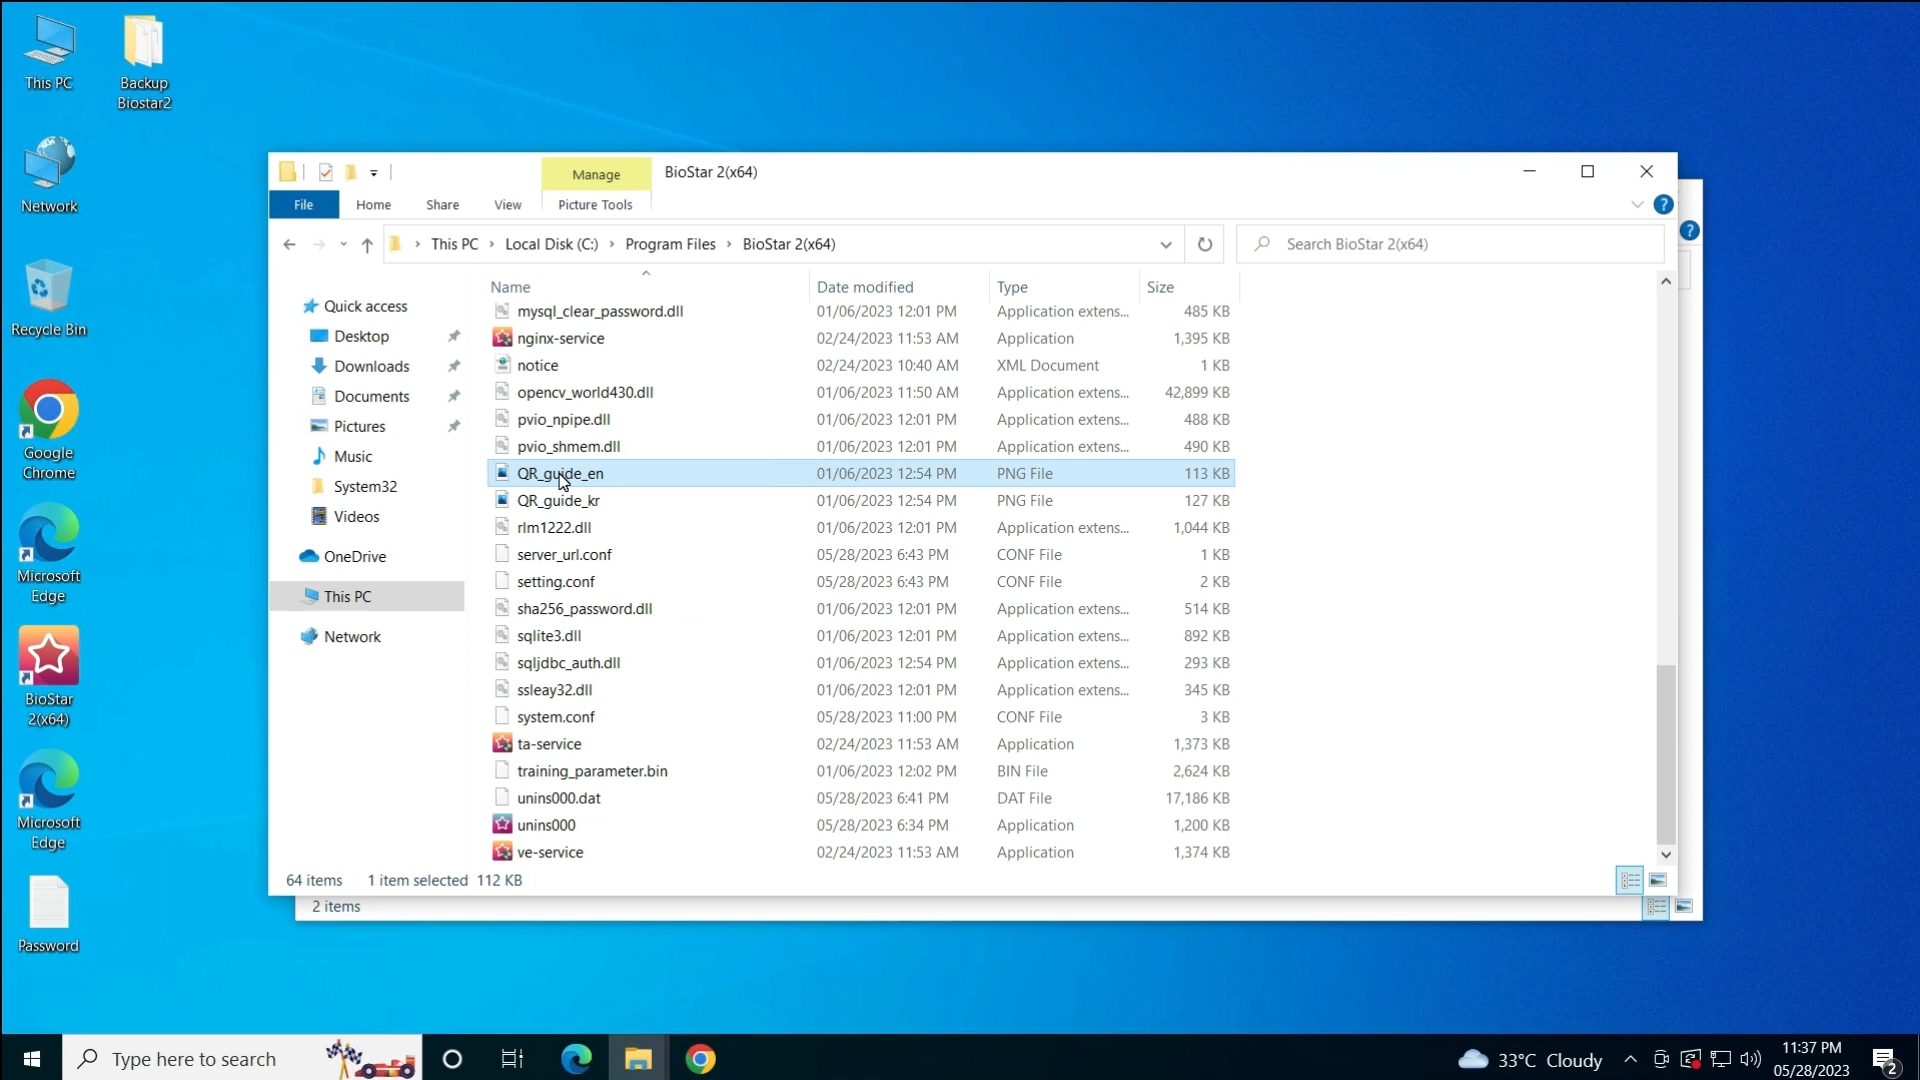 This PC
Backup
Biostar2
Network
Recycle Bin
Google
Chrome
Microsoft
Edge
BioStar
2(x64)
Microsoft
Edge
Password
Manage
BioStar 2(x64)
File
Home
Share
View
Picture Tools
?
?
This PC
Local Disk (C:)
Program Files
BioStar 2(x64)
Search BioStar 2(x64)
Quick access
Desktop
Downloads
Documents
Pictures
Music
System32
Videos
OneDrive
This PC
Network
Name Date modified Type Size
mysql_clear_password.dll 01/06/2023 12:01 PM Application extens... 485 KB
nginx-service 02/24/2023 11:53 AM Application 1,395 KB
notice 02/24/2023 10:40 AM XML Document 1 KB
opencv_world430.dll 01/06/2023 11:50 AM Application extens... 42,899 KB
pvio_npipe.dll 01/06/2023 12:01 PM Application extens... 488 KB
pvio_shmem.dll 01/06/2023 12:01 PM Application extens... 490 KB
QR_guide_en 01/06/2023 12:54 PM PNG File 113 KB
QR_guide_kr 01/06/2023 12:54 PM PNG File 127 KB
rlm1222.dll 01/06/2023 12:01 PM Application extens... 1,044 KB
server_url.conf 05/28/2023 6:43 PM CONF File 1 KB
setting.conf 05/28/2023 6:43 PM CONF File 2 KB
sha256_password.dll 01/06/2023 12:01 PM Application extens... 514 KB
sqlite3.dll 01/06/2023 12:01 PM Application extens... 892 KB
sqljdbc_auth.dll 01/06/2023 12:54 PM Application extens... 293 KB
ssleay32.dll 01/06/2023 12:01 PM Application extens... 345 KB
system.conf 05/28/2023 11:00 PM CONF File 3 KB
ta-service 02/24/2023 11:53 AM Application 1,373 KB
training_parameter.bin 01/06/2023 12:02 PM BIN File 2,624 KB
unins000.dat 05/28/2023 6:41 PM DAT File 17,186 KB
unins000 05/28/2023 6:34 PM Application 1,200 KB
ve-service 02/24/2023 11:53 AM Application 1,374 KB
64 items 1 item selected 112 KB
2 items
Type here to search
33°C Cloudy
11:37 PM
05/28/2023
2